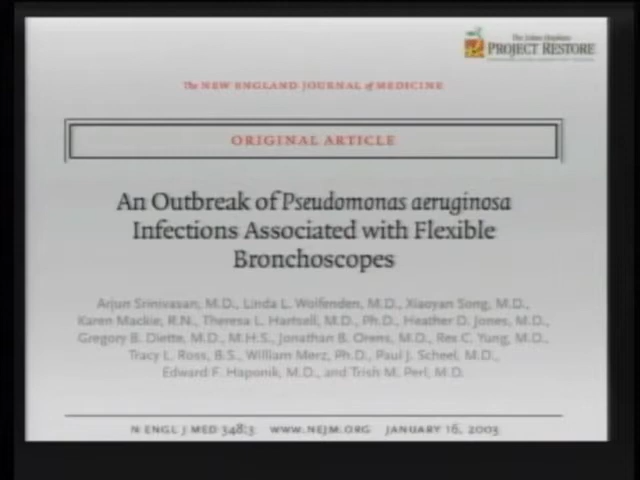 The Johns Hopkins
PROJECT RESTORE
The NEW ENGLAND JOURNAL of MEDICINE
ORIGINAL ARTICLE
An Outbreak of Pseudomonas aeruginosa
Infections Associated with Flexible
Bronchoscopes
Arjun Srinivasan, M.D., Linda L. Wolfenden, M.D., Xiaoyan Song, M.D.,
Karen Mackie, R.N., Theresa L. Hartsell, M.D., Ph.D., Heather D. Jones, M.D.,
Gregory B. Diette, M.D., M.H.S., Jonathan B. Orens, M.D., Rex C. Yung, M.D.,
Tracy L. Ross, B.S., William Merz, Ph.D., Paul J. Scheel, M.D.,
Edward F. Haponik, M.D., and Trish M. Perl, M.D.
N ENGL J MED 348;3 WWW.NEJM.ORG JANUARY 16, 2003